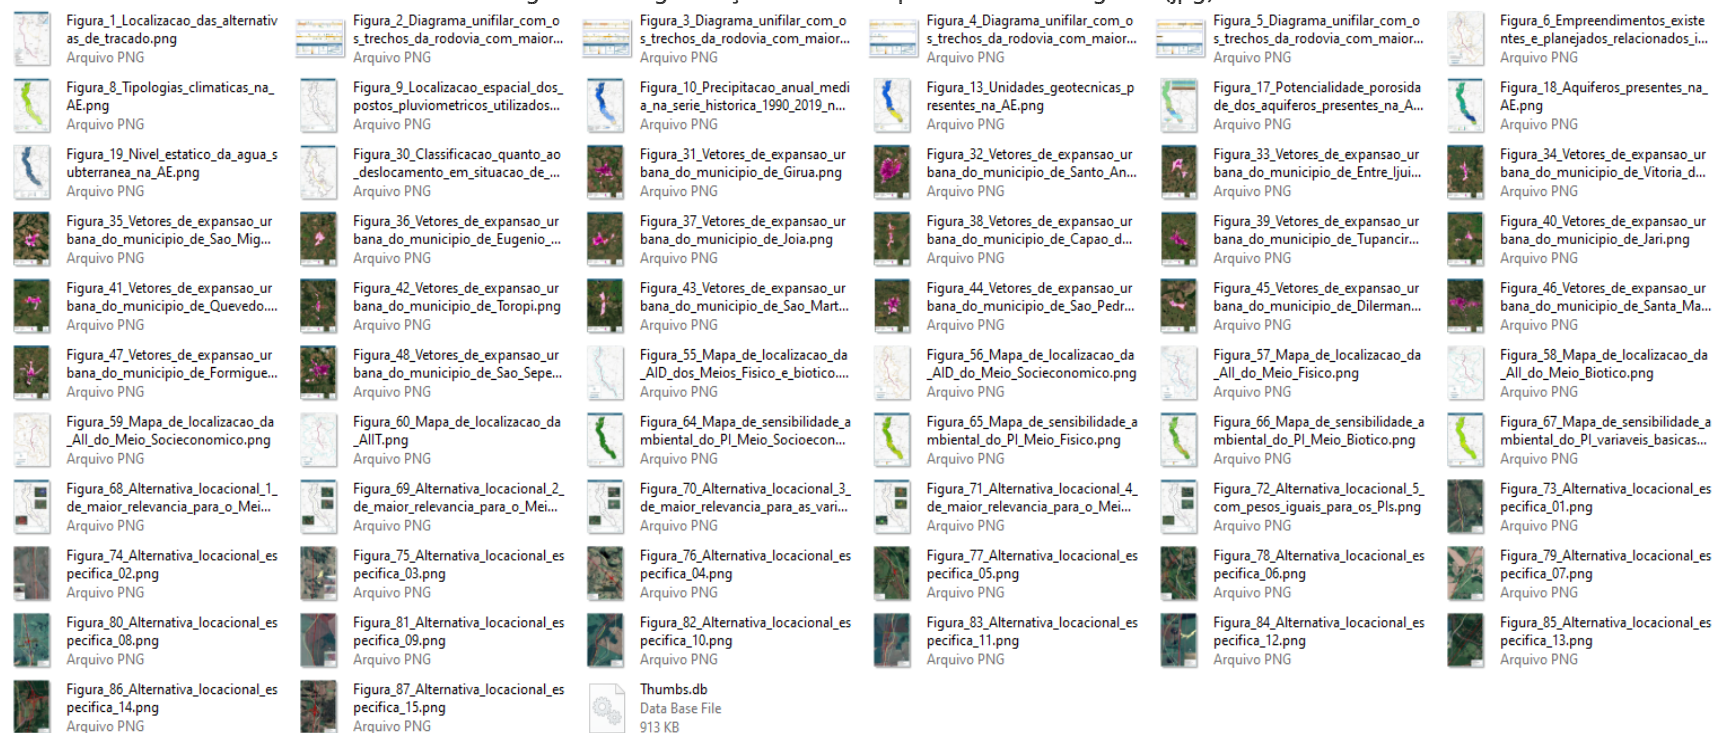 Figura_1_Localizacao_das_alternativ
as_de_tracado.png
Arquivo PNG
Figura_2_Diagrama_unifilar_com_o
s_trechos_da_rodovia_com_maior...
Arquivo PNG
Figura_3_Diagrama_unifilar_com_o
s_trechos_da_rodovia_com_maior...
Arquivo PNG
Figura_4_Diagrama_unifilar_com_o
s_trechos_da_rodovia_com_maior...
Arquivo PNG
Figura_5_Diagrama_unifilar_com_o
s_trechos_da_rodovia_com_maior...
Arquivo PNG
Figura_6_Empreendimentos_existe
ntes_e_planejados_relacionados_i...
Arquivo PNG
Figura_8_Tipologias_climaticas_na_
AE.png
Arquivo PNG
Figura_9_Localizacao_espacial_dos_
postos_pluviometricos_utilizados...
Arquivo PNG
Figura_10_Precipitacao_anual_medi
a_na_serie_historica_1990_2019_n...
Arquivo PNG
Figura_13_Unidades_geotecnicas_p
resentes_na_AE.png
Arquivo PNG
Figura_17_Potencialidade_porosida
de_dos_aquiferos_presentes_na_A...
Arquivo PNG
Figura_18_Aquiferos_presentes_na_
AE.png
Arquivo PNG
Figura_19_Nivel_estatico_da_agua_s
ubterranea_na_AE.png
Arquivo PNG
Figura_30_Classificacao_quanto_ao
_deslocamento_em_situacao_de_...
Arquivo PNG
Figura_31_Vetores_de_expansao_ur
bana_do_municipio_de_Girua.png
Arquivo PNG
Figura_32_Vetores_de_expansao_ur
bana_do_municipio_de_Santo_An...
Arquivo PNG
Figura_33_Vetores_de_expansao_ur
bana_do_municipio_de_Entre_Ijui...
Arquivo PNG
Figura_34_Vetores_de_expansao_ur
bana_do_municipio_de_Vitoria_d...
Arquivo PNG
Figura_35_Vetores_de_expansao_ur
bana_do_municipio_de_Sao_Mig...
Arquivo PNG
Figura_36_Vetores_de_expansao_ur
bana_do_municipio_de_Eugenio_...
Arquivo PNG
Figura_37_Vetores_de_expansao_ur
bana_do_municipio_de_Joia.png
Arquivo PNG
Figura_38_Vetores_de_expansao_ur
bana_do_municipio_de_Capao_d...
Arquivo PNG
Figura_39_Vetores_de_expansao_ur
bana_do_municipio_de_Tupancir...
Arquivo PNG
Figura_40_Vetores_de_expansao_ur
bana_do_municipio_de_Jari.png
Arquivo PNG
Figura_41_Vetores_de_expansao_ur
bana_do_municipio_de_Quevedo....
Arquivo PNG
Figura_42_Vetores_de_expansao_ur
bana_do_municipio_de_Toropi.png
Arquivo PNG
Figura_43_Vetores_de_expansao_ur
bana_do_municipio_de_Sao_Mart...
Arquivo PNG
Figura_44_Vetores_de_expansao_ur
bana_do_municipio_de_Sao_Pedr...
Arquivo PNG
Figura_45_Vetores_de_expansao_ur
bana_do_municipio_de_Dilerman...
Arquivo PNG
Figura_46_Vetores_de_expansao_ur
bana_do_municipio_de_Santa_Ma...
Arquivo PNG
Figura_47_Vetores_de_expansao_ur
bana_do_municipio_de_Formigue...
Arquivo PNG
Figura_48_Vetores_de_expansao_ur
bana_do_municipio_de_Sao_Sepe...
Arquivo PNG
Figura_55_Mapa_de_localizacao_da
_AID_dos_Meios_Fisico_e_biotico....
Arquivo PNG
Figura_56_Mapa_de_localizacao_da
_AID_do_Meio_Socieconomico.png
Arquivo PNG
Figura_57_Mapa_de_localizacao_da
_AII_do_Meio_Fisico.png
Arquivo PNG
Figura_58_Mapa_de_localizacao_da
_AII_do_Meio_Biotico.png
Arquivo PNG
Figura_59_Mapa_de_localizacao_da
_AII_do_Meio_Socieconomico.png
Arquivo PNG
Figura_60_Mapa_de_localizacao_da
_AIIT.png
Arquivo PNG
Figura_64_Mapa_de_sensibilidade_a
mbiental_do_PI_Meio_Socioecon...
Arquivo PNG
Figura_65_Mapa_de_sensibilidade_a
mbiental_do_PI_Meio_Fisico.png
Arquivo PNG
Figura_66_Mapa_de_sensibilidade_a
mbiental_do_PI_Meio_Biotico.png
Arquivo PNG
Figura_67_Mapa_de_sensibilidade_a
mbiental_do_PI_variaveis_basicas...
Arquivo PNG
Figura_68_Alternativa_locacional_1_
de_maior_relevancia_para_o_Mei...
Arquivo PNG
Figura_69_Alternativa_locacional_2_
de_maior_relevancia_para_o_Mei...
Arquivo PNG
Figura_70_Alternativa_locacional_3_
de_maior_relevancia_para_as_vari...
Arquivo PNG
Figura_71_Alternativa_locacional_4_
de_maior_relevancia_para_o_Mei...
Arquivo PNG
Figura_72_Alternativa_locacional_5_
com_pesos_iguais_para_os_PIs.png
Arquivo PNG
Figura_73_Alternativa_locacional_es
pecifica_01.png
Arquivo PNG
Figura_74_Alternativa_locacional_es
pecifica_02.png
Arquivo PNG
Figura_75_Alternativa_locacional_es
pecifica_03.png
Arquivo PNG
Figura_76_Alternativa_locacional_es
pecifica_04.png
Arquivo PNG
Figura_77_Alternativa_locacional_es
pecifica_05.png
Arquivo PNG
Figura_78_Alternativa_locacional_es
pecifica_06.png
Arquivo PNG
Figura_79_Alternativa_locacional_es
pecifica_07.png
Arquivo PNG
Figura_80_Alternativa_locacional_es
pecifica_08.png
Arquivo PNG
Figura_81_Alternativa_locacional_es
pecifica_09.png
Arquivo PNG
Figura_82_Alternativa_locacional_es
pecifica_10.png
Arquivo PNG
Figura_83_Alternativa_locacional_es
pecifica_11.png
Arquivo PNG
Figura_84_Alternativa_locacional_es
pecifica_12.png
Arquivo PNG
Figura_85_Alternativa_locacional_es
pecifica_13.png
Arquivo PNG
Figura_86_Alternativa_locacional_es
pecifica_14.png
Arquivo PNG
Figura_87_Alternativa_locacional_es
pecifica_15.png
Arquivo PNG
Thumbs.db
Data Base File
913 KB